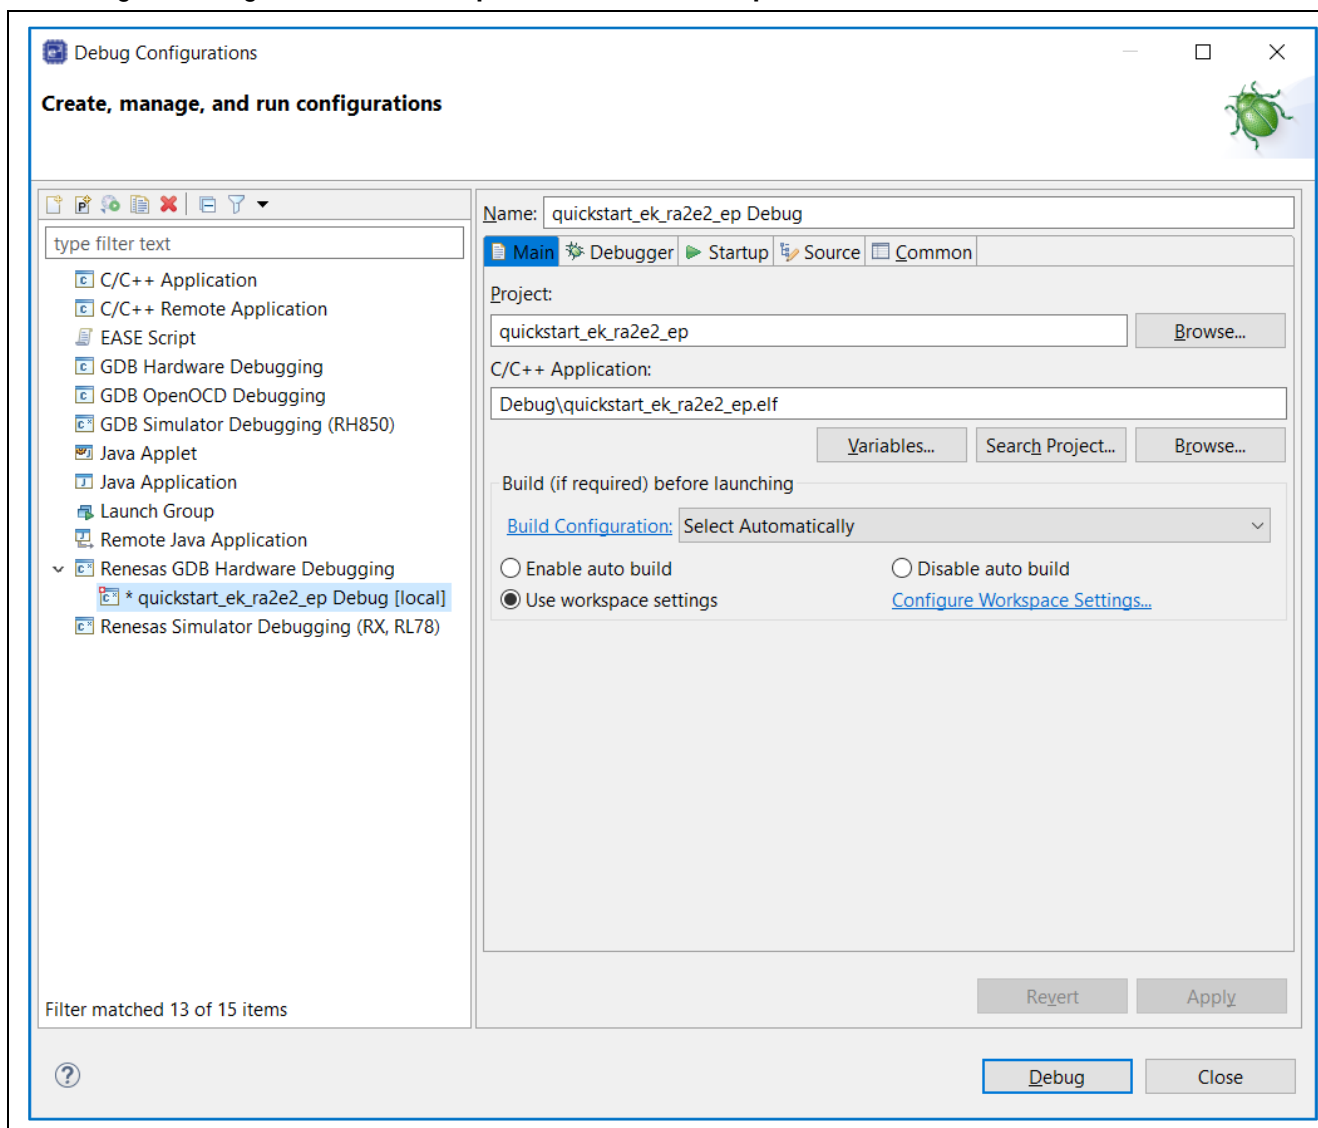 Debug Configurations
Create, manage, and run configurations
type filter text
C/C++ Application
C/C++ Remote Application
EASE Script
GDB Hardware Debugging
GDB OpenOCD Debugging
GDB Simulator Debugging (RH850)
Java Applet
Java Application
Launch Group
Remote Java Application
Renesas GDB Hardware Debugging
* quickstart_ek_ra2e2_ep Debug [local]
Renesas Simulator Debugging (RX, RL78)
Filter matched 13 of 15 items
Name: quickstart_ek_ra2e2_ep Debug
Main Debugger Startup Source Common
Project:
quickstart_ek_ra2e2_ep Browse...
C/C++ Application:
Debug\quickstart_ek_ra2e2_ep.elf
Variables... Search Project... Browse...
Build (if required) before launching
Build Configuration: Select Automatically
Enable auto build Disable auto build
Use workspace settings Configure Workspace Settings...
Revert Apply
Debug Close